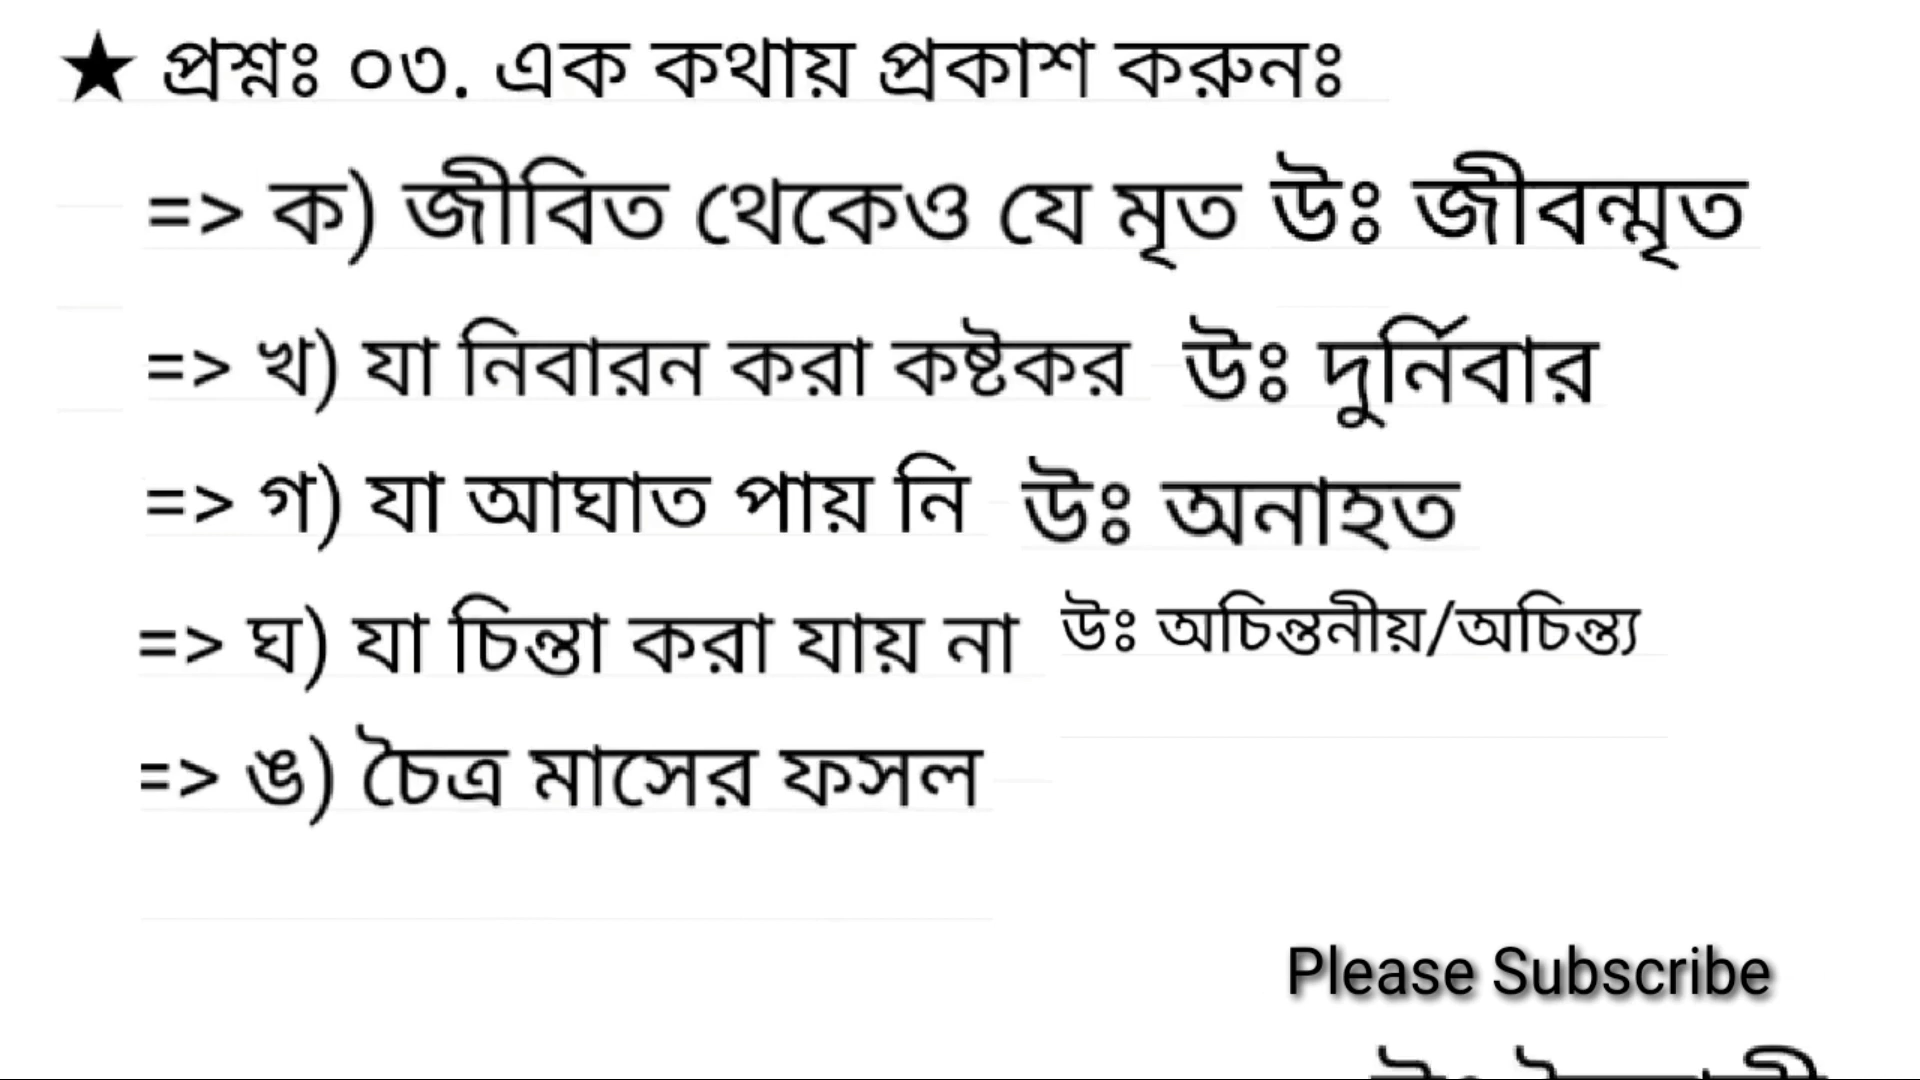 ★ প্রশ্নঃ ০৩. এক কথায় প্রকাশ করুনঃ
=> ক) জীবিত থেকেও যে মৃত উঃ জীবন্মৃত
=> খ) যা নিবারন করা কষ্টকর উঃ দুর্নিবার
=> গ) যা আঘাত পায় নি উঃ অনাহত
=> ঘ) যা চিন্তা করা যায় না উঃ অচিন্তনীয়/অচিন্ত্য
=> ঙ) চৈত্র মাসের ফসল
Please Subscribe